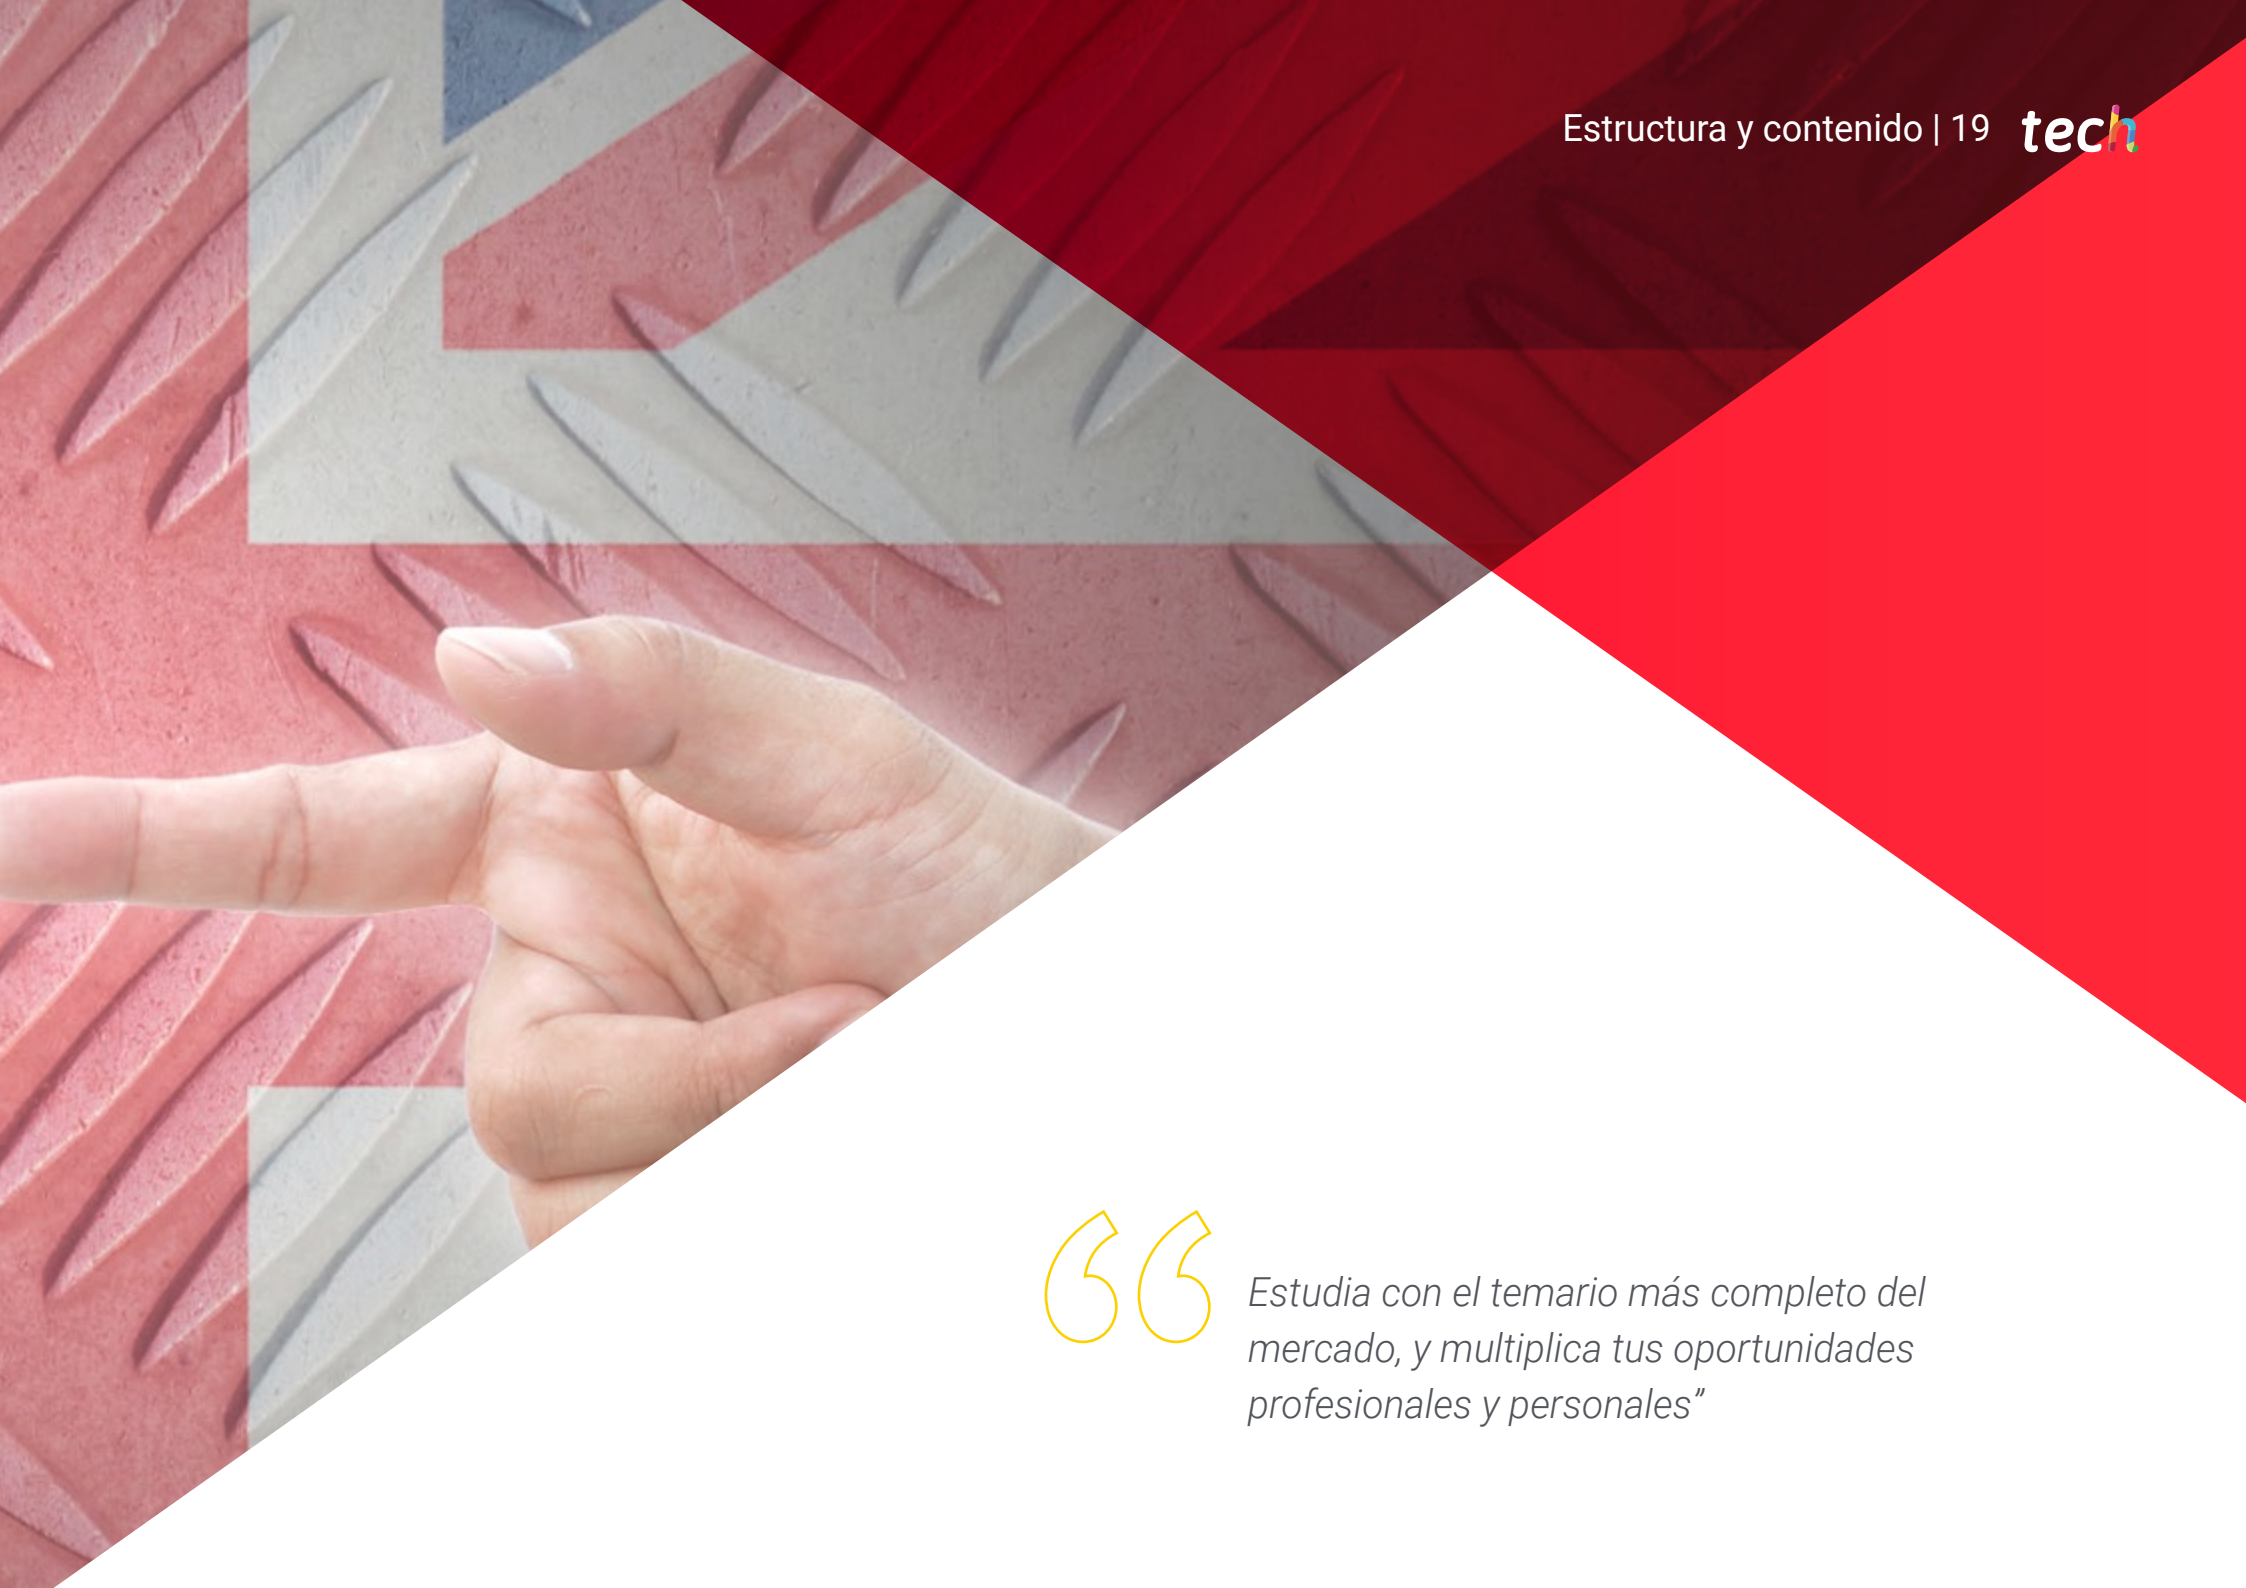 Estructura y contenido | 19 tech
Estudia con el temario más completo del
mercado, y multiplica tus oportunidades
profesionales y personales”